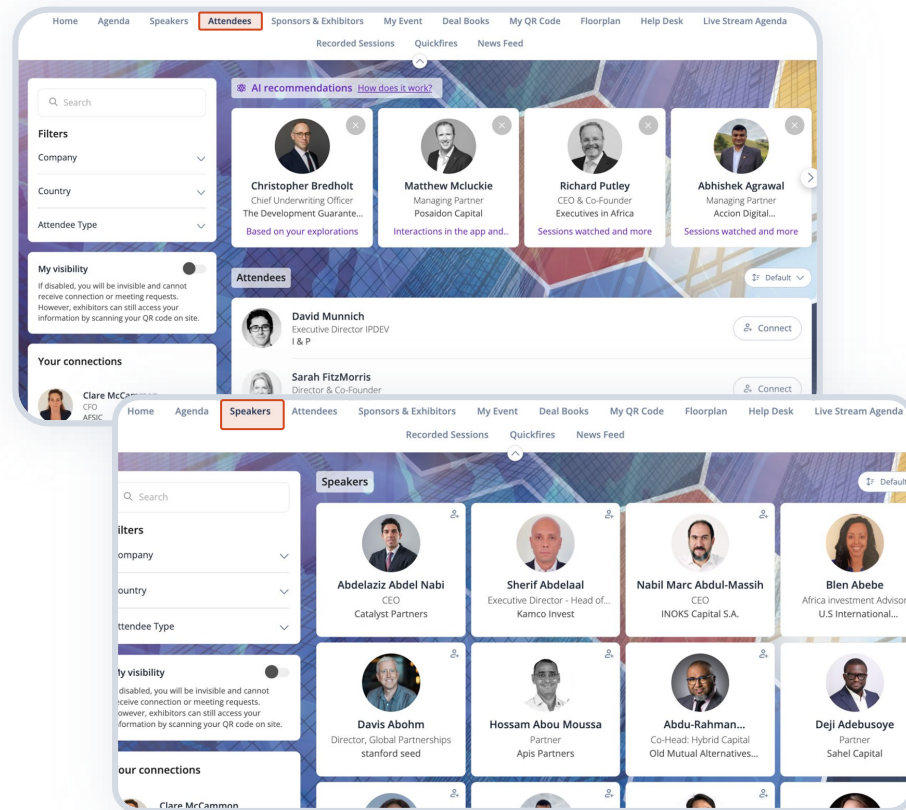 Home Agenda Speakers Attendees Sponsors & Exhibitors My Event Deal Books My QR Code Floorplan Help Desk Live Stream Agenda
Recorded Sessions Quickfires News Feed
Search
Filters
Company
Country
Attendee Type
My visibility
If disabled, you will be invisible and cannot
receive connection or meeting requests.
However, exhibitors can still access your
information by scanning your QR code on site.
Your connections
Clare McCammon
CFO
AFSIC
AI recommendations How does it work?
Christopher Bredholt
Chief Underwriting Officer
The Development Guarante...
Based on your explorations
Matthew Mcluckie
Managing Partner
Posaidon Capital
Interactions in the app and..
Richard Putley
CEO & Co-Founder
Executives in Africa
Sessions watched and more
Abhishek Agrawal
Managing Partner
Accion Digital...
Sessions watched and more
Attendees
Default
David Munnich
Executive Director IPDEV
I & P
Connect
Sarah FitzMorris
Director & Co-Founder
Connect
Home Agenda Speakers Attendees Sponsors & Exhibitors My Event Deal Books My QR Code Floorplan Help Desk Live Stream Agenda
Recorded Sessions Quickfires News Feed
Search
ilters
ompany
ountry
ttendee Type
y visibility
disabled, you will be invisible and cannot
eceive connection or meeting requests.
owever, exhibitors can still access your
nformation by scanning your QR code on site.
our connections
Clare McCammon
Speakers
Default
Abdelaziz Abdel Nabi
CEO
Catalyst Partners
Sherif Abdelaal
Executive Director - Head of...
Kamco Invest
Nabil Marc Abdul-Massih
CEO
INOKS Capital S.A.
Blen Abebe
Africa investment Advisor
U.S International...
Davis Abohm
Director, Global Partnerships
stanford seed
Hossam Abou Moussa
Partner
Apis Partners
Abdu-Rahman...
Co-Head: Hybrid Capital
Old Mutual Alternatives...
Deji Adebusoye
Partner
Sahel Capital